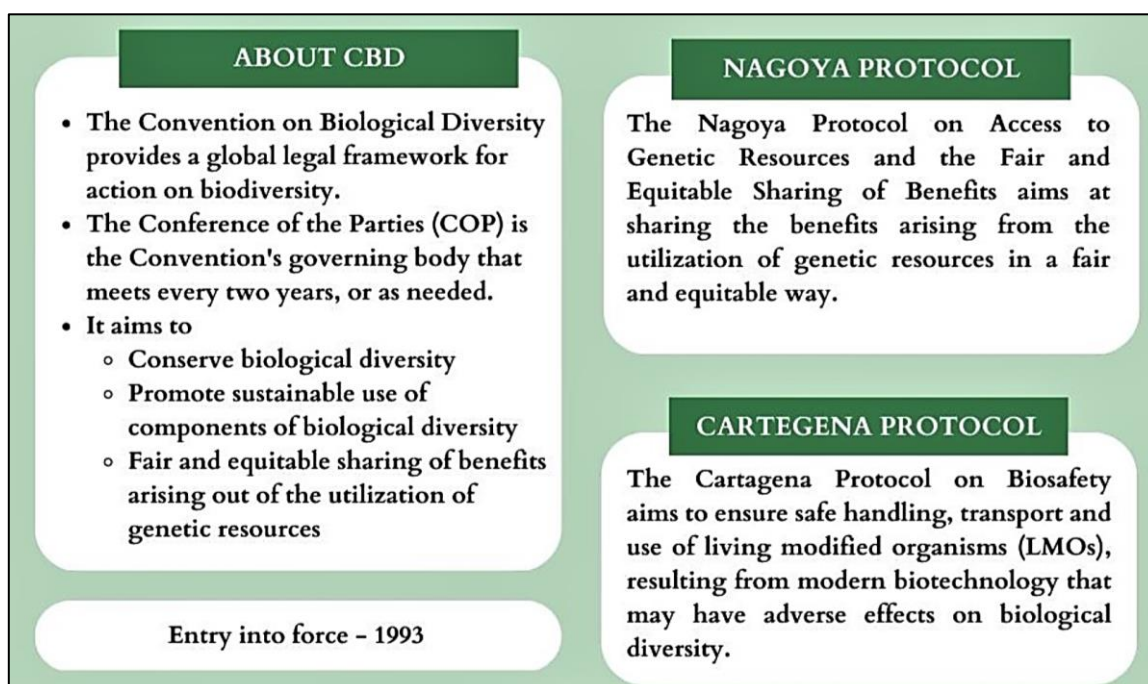 ABOUT CBD
• The Convention on Biological Diversity
provides a global legal framework for
action on biodiversity.
• The Conference of the Parties (COP) is
the Convention's governing body that
meets every two years, or as needed.
• It aims to
◦ Conserve biological diversity
◦ Promote sustainable use of
components of biological diversity
◦ Fair and equitable sharing of benefits
arising out of the utilization of
genetic resources
Entry into force – 1993
NAGOYA PROTOCOL
The Nagoya Protocol on Access to
Genetic Resources and the Fair and
Equitable Sharing of Benefits aims at
sharing the benefits arising from the
utilization of genetic resources in a fair
and equitable way.
CARTEGENA PROTOCOL
The Cartagena Protocol on Biosafety
aims to ensure safe handling, transport and
use of living modified organisms (LMOs),
resulting from modern biotechnology that
may have adverse effects on biological
diversity.